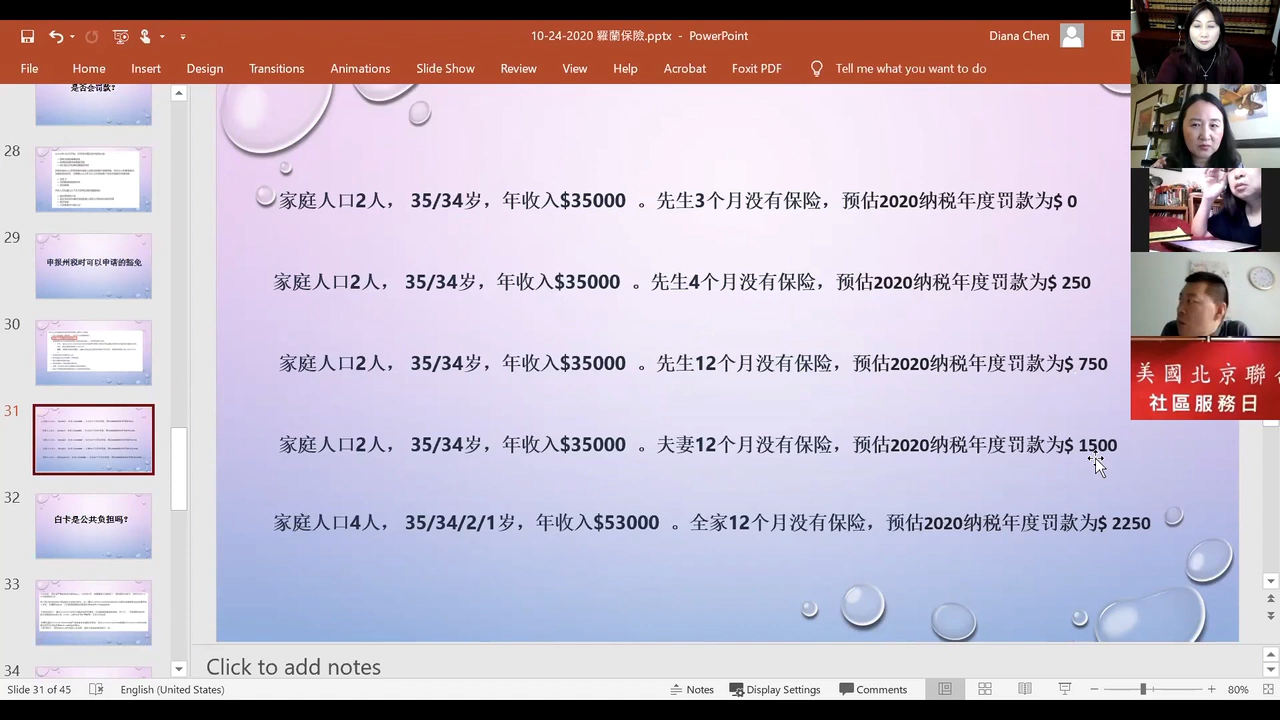 10-24-2020 羅蘭保險.pptx - PowerPoint
Diana Chen
File Home Insert Design Transitions Animations Slide Show Review View Help Acrobat Foxit PDF Tell me what you want to do
是否会罚款?
28
29
申报州税时可以申请的豁免
30
31
32
白卡是公共负担吗?
33
34
家庭人口2人， 35/34岁，年收入$35000 。先生3个月没有保险，预估2020纳税年度罚款为$ 0
家庭人口2人， 35/34岁，年收入$35000 。先生4个月没有保险，预估2020纳税年度罚款为$ 250
家庭人口2人， 35/34岁，年收入$35000 。先生12个月没有保险，预估2020纳税年度罚款为$ 750
家庭人口2人， 35/34岁，年收入$35000 。夫妻12个月没有保险，预估2020纳税年度罚款为$ 1500
家庭人口4人， 35/34/2/1岁，年收入$53000 。全家12个月没有保险，预估2020纳税年度罚款为$ 2250
美國北京聯
社區服務日
Click to add notes
Slide 31 of 45 English (United States) Notes Display Settings Comments 80%